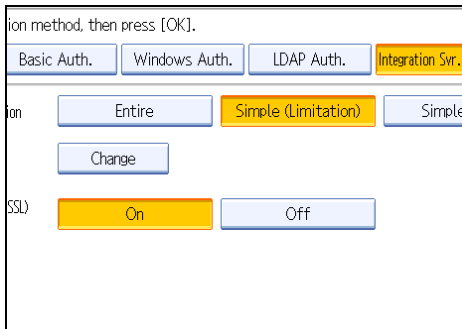 ion method, then press [OK].
Basic Auth. Windows Auth. LDAP Auth. Integration Svr.
ion Entire Simple (Limitation) Simple
Change
SSL) On Off